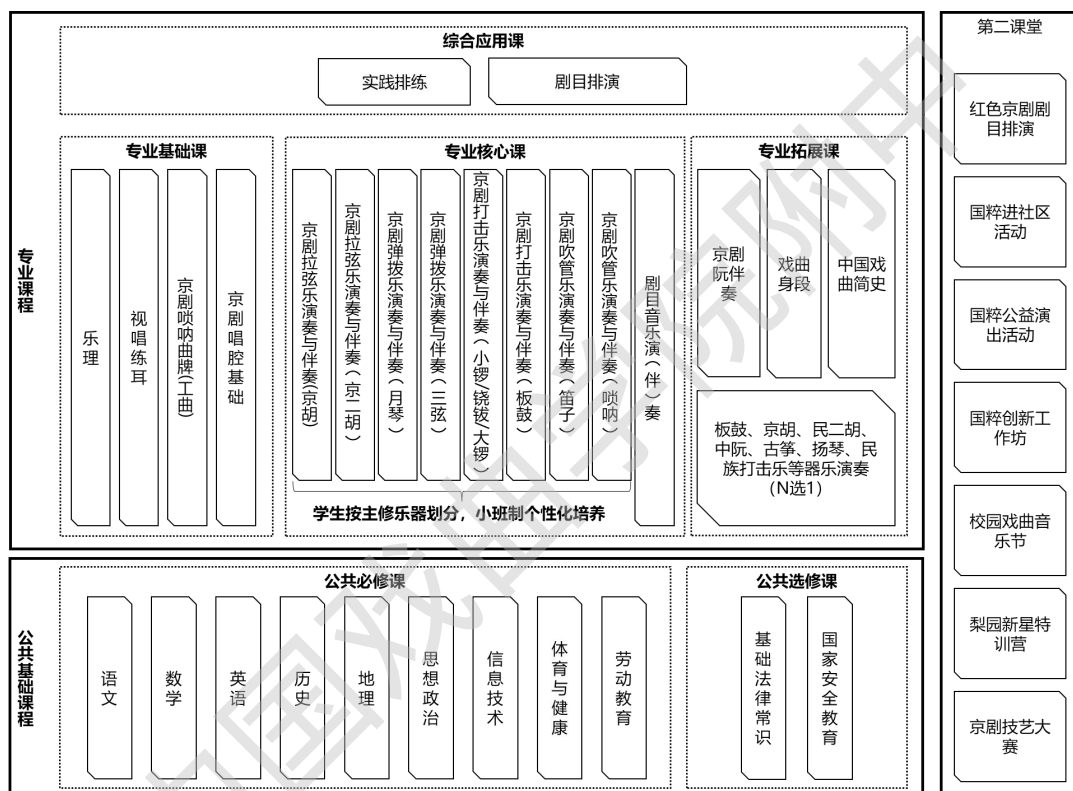 综合应用课
实践排练
剧目排演
专业课程
专业基础课
乐理
视唱练耳
京剧唢呐曲牌(工曲)
京剧唱腔基础
专业核心课
京剧拉弦乐演奏与伴奏(京胡)
京剧拉弦乐演奏与伴奏(京二胡)
京剧弹拨乐演奏与伴奏(月琴)
京剧弹拨乐演奏与伴奏(三弦)
京剧打击乐演奏与伴奏(小锣/铙钹/大锣)
京剧打击乐演奏与伴奏(板鼓)
京剧吹管乐演奏与伴奏(笛子)
京剧吹管乐演奏与伴奏(唢呐)
剧目音乐演(伴)奏
学生按主修乐器划分，小班制个性化培养
专业拓展课
京剧
阮伴
奏
戏曲
身段
中国戏
曲简史
板鼓、京胡、民二胡、
中阮、古筝、扬琴、民
族打击乐等器乐演奏
(N选1)
公共基础课程
公共必修课
语文
数学
英语
历史
地理
思想政治
信息技术
体育与健康
劳动教育
公共选修课
基础法律常识
国家安全教育
第二课堂
红色京剧剧
目排演
国粹进社区
活动
国粹公益演
出活动
国粹创新工
作坊
校园戏曲音
乐节
梨园新星特
训营
京剧技艺大
赛
中国戏曲学院附中